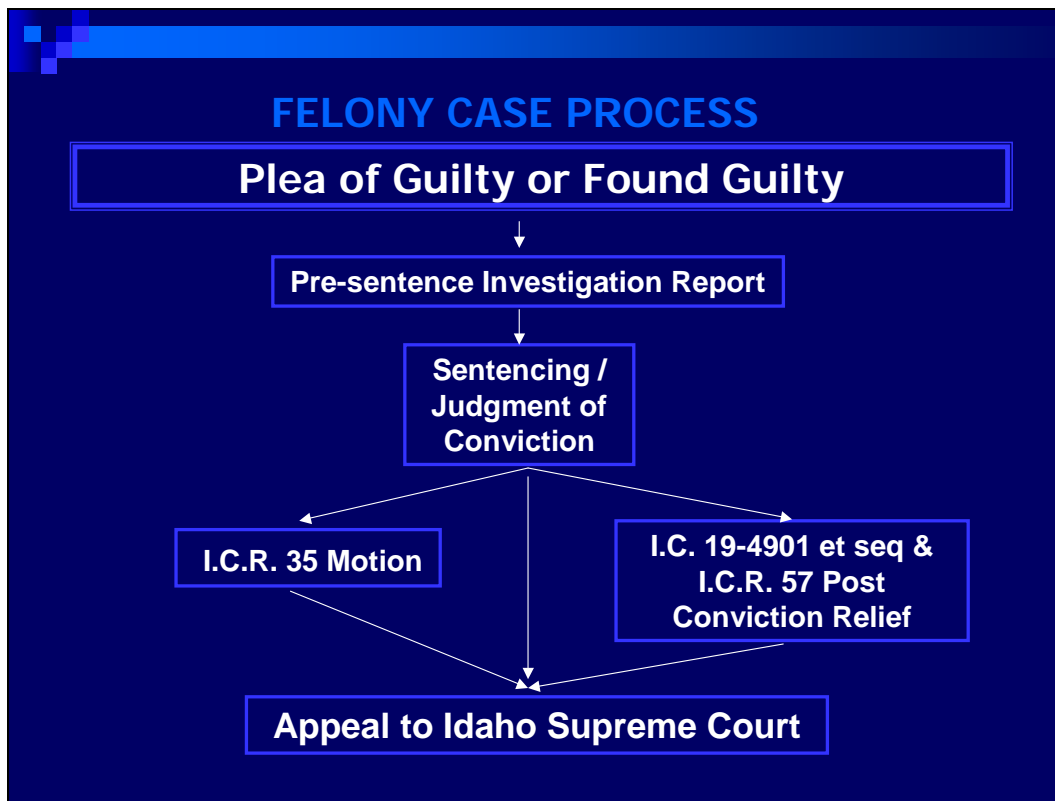 FELONY CASE PROCESS
Plea of Guilty or Found Guilty
Pre-sentence Investigation Report
Sentencing /
Judgment of
Conviction
I.C.R. 35 Motion
I.C. 19-4901 et seq &
I.C.R. 57 Post
Conviction Relief
Appeal to Idaho Supreme Court